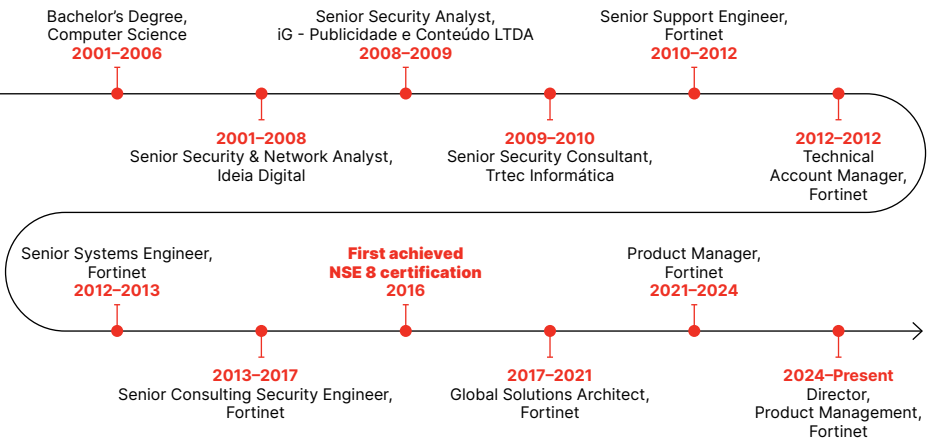 Bachelor's Degree,
Computer Science
2001–2006
2001–2008
Senior Security & Network Analyst,
Ideia Digital
Senior Security Analyst,
iG - Publicidade e Conteúdo LTDA
2008–2009
2009–2010
Senior Security Consultant,
Trtec Informática
Senior Support Engineer,
Fortinet
2010–2012
2012–2012
Technical
Account Manager,
Fortinet
Senior Systems Engineer,
Fortinet
2012–2013
2013–2017
Senior Consulting Security Engineer,
Fortinet
First achieved
NSE 8 certification
2016
2017–2021
Global Solutions Architect,
Fortinet
Product Manager,
Fortinet
2021–2024
2024–Present
Director,
Product Management,
Fortinet